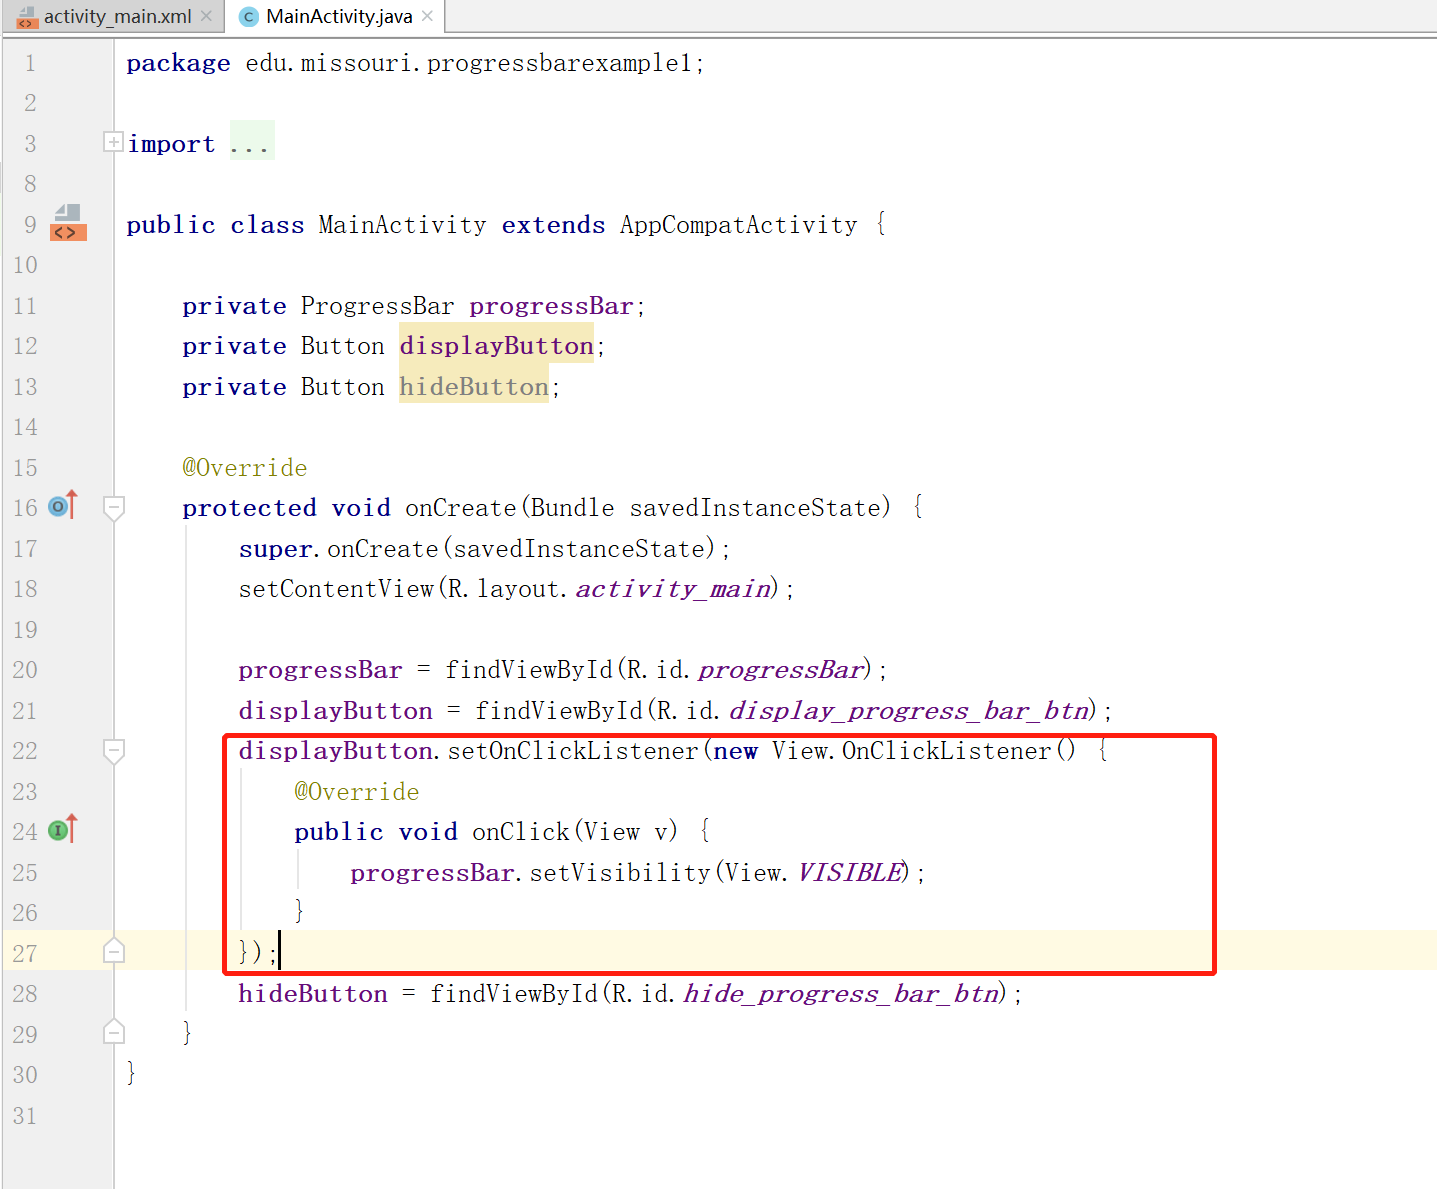 activity_main.xml MainActivity.java
1 package edu.missouri.progressbarexample1;
2
3 import ...
8
9 public class MainActivity extends AppCompatActivity {
10
11 private ProgressBar progressBar;
12 private Button displayButton;
13 private Button hideButton;
14
15 @Override
16 protected void onCreate(Bundle savedInstanceState) {
17 super.onCreate(savedInstanceState);
18 setContentView(R.layout.activity_main);
19
20 progressBar = findViewById(R.id.progressBar);
21 displayButton = findViewById(R.id.display_progress_bar_btn);
22 displayButton.setOnClickListener(new View.OnClickListener() {
23 @Override
24 public void onClick(View v) {
25 progressBar.setVisibility(View.VISIBLE);
26 }
27 });
28 hideButton = findViewById(R.id.hide_progress_bar_btn);
29 }
30 }
31